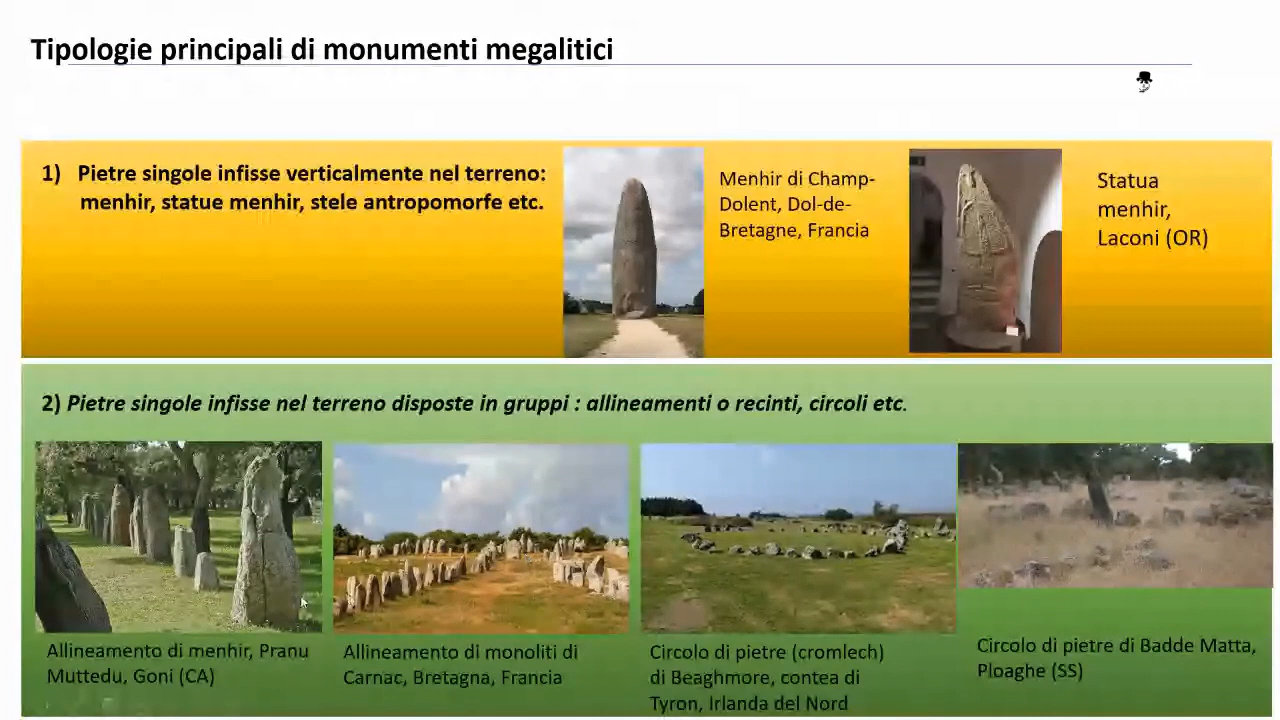 Tipologie principali di monumenti megalitici
1) Pietre singole infisse verticalmente nel terreno:
menhir, statue menhir, stele antropomorfe etc.
Menhir di Champ-
Dolent, Dol-de-
Bretagne, Francia
Statua
menhir,
Laconi (OR)
2) Pietre singole infisse nel terreno disposte in gruppi : allineamenti o recinti, circoli etc.
Allineamento di menhir, Pranu
Muttedu, Goni (CA)
Allineamento di monoliti di
Carnac, Bretagna, Francia
Circolo di pietre (cromlech)
di Beaghmore, contea di
Tyron, Irlanda del Nord
Circolo di pietre di Badde Matta,
Ploaghe (SS)